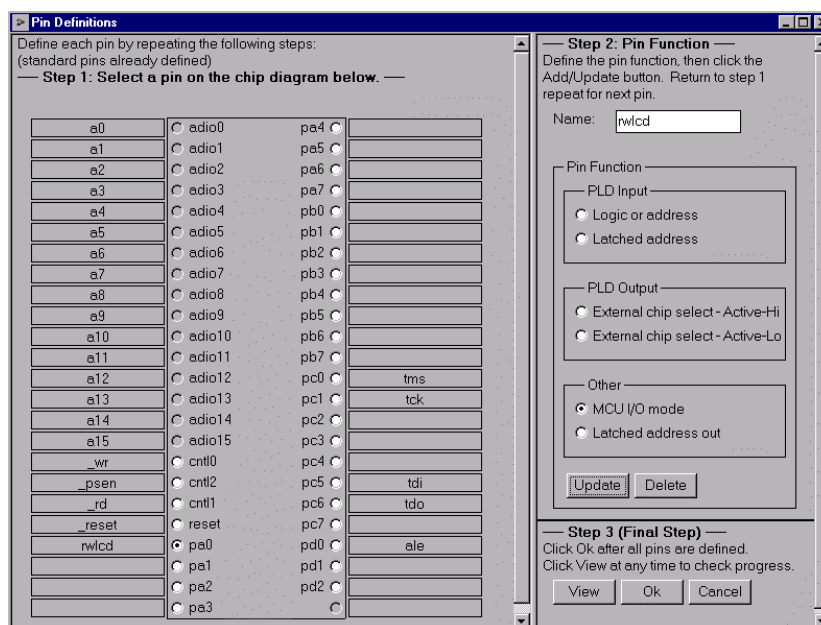 Pin Definitions
Define each pin by repeating the following steps:
(standard pins already defined)
Step 1: Select a pin on the chip diagram below.
a0 adio0 pa4
a1 adio1 pa5
a2 adio2 pa6
a3 adio3 pa7
a4 adio4 pb0
a5 adio5 pb1
a6 adio6 pb2
a7 adio7 pb3
a8 adio8 pb4
a9 adio9 pb5
a10 adio10 pb6
a11 adio11 pb7
a12 adio12 pc0 tms
a13 adio13 pc1 tck
a14 adio14 pc2
a15 adio15 pc3
_wr cntl0 pc4
_psen cntl2 pc5 tdi
_rd cntl1 pc6 tdo
_reset reset pc7
rwlcd pa0 pd0 ale
pa1 pd1
pa2 pd2
pa3
Step 2: Pin Function
Define the pin function, then click the
Add/Update button. Return to step 1
repeat for next pin.
Name: rwlcd
Pin Function
PLD Input
Logic or address
Latched address
PLD Output
External chip select - Active-Hi
External chip select - Active-Lo
Other
MCU I/O mode
Latched address out
Update Delete
Step 3 (Final Step)
Click Ok after all pins are defined.
Click View at any time to check progress.
View Ok Cancel